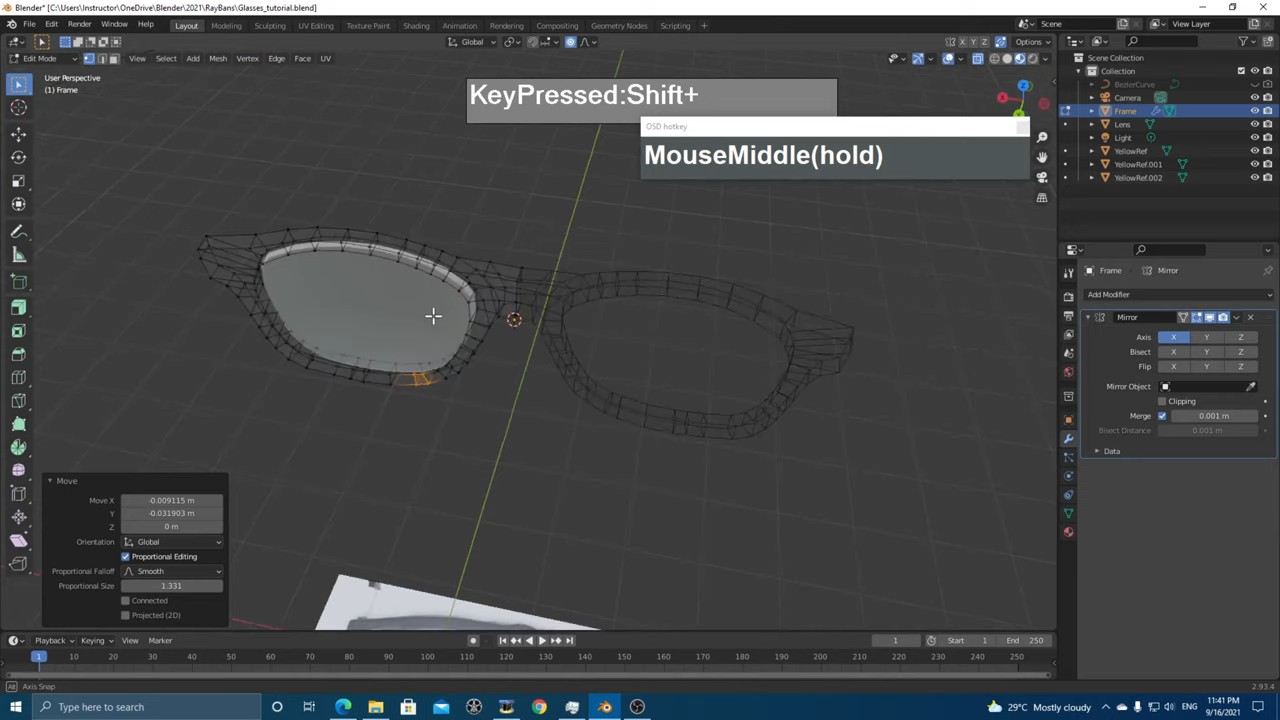 Blender* [C:\Users\Instructor\OneDrive\Blender\2021\RayBans\Glasses_tutorial.blend]
File Edit Render Window Help Layout Modeling Sculpting UV Editing Texture Paint Shading Animation Rendering Compositing Geometry Nodes Scripting + Scene View Layer
Global X Y Z Options
Edit Mode View Select Add Mesh Vertex Edge Face UV
User Perspective
(1) Frame
KeyPressed:Shift+
OSD hotkey
MouseMiddle(hold)
Z
X
Y
Scene Collection
Collection
BezierCurve
Camera
Frame
Lens
Light
YellowRef
YellowRef.001
YellowRef.002
Frame > Mirror
Add Modifier
Mirror
Axis X Y Z
Bisect X Y Z
Flip X Y Z
Mirror Object
Clipping
Merge 0.001 m
Bisect Distance 0.001 m
Data
Move
Move X -0.009115 m
Y -0.031903 m
Z 0 m
Orientation Global
Proportional Editing
Proportional Falloff Smooth
Proportional Size 1.331
Connected
Projected (2D)
Playback Keying View Marker 1 Start 1 End 250
1 10 20 30 40 50 60 70 80 90 100 110 120 130 140 150 160 170 180 190 200 210 220 230 240 250
Alt Axis Snap 2.93.4
Type here to search 29°C Mostly cloudy 11:41 PM
9/16/2021